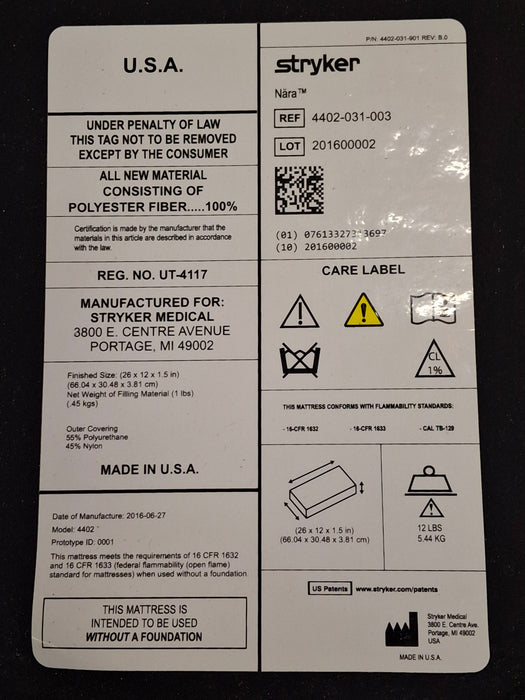 U.S.A.
UNDER PENALTY OF LAW
THIS TAG NOT TO BE REMOVED
EXCEPT BY THE CONSUMER
ALL NEW MATERIAL
CONSISTING OF
POLYESTER FIBER.....100%
Certification is made by the manufacturer that the
materials in this article are described in accordance
with the law.
REG. NO. UT-4117
MANUFACTURED FOR:
STRYKER MEDICAL
3800 E. CENTRE AVENUE
PORTAGE, MI 49002
Finished Size: (26 x 12 x 1.5 in)
(66.04 x 30.48 x 3.81 cm)
Net Weight of Filling Material (1 lbs)
(.45 kgs)
Outer Covering
55% Polyurethane
45% Nylon
MADE IN U.S.A.
Date of Manufacture: 2016-06-27
Model: 4402
Prototype ID: 0001
This mattress meets the requirements of 16 CFR 1632
and 16 CFR 1633 (federal flammability (open flame)
standard for mattresses) when used without a foundation.
THIS MATTRESS IS
INTENDED TO BE USED
WITHOUT A FOUNDATION
P/N: 4402-031-901 REV: B.0
stryker
Nära™
REF 4402-031-003
LOT 201600002
(01)
(10) 201600002
CARE LABEL
CL
1%
THIS MATTRESS CONFORMS WITH FLAMMABILITY STANDARDS:
- 16-CFR 1632 - 16-CFR 1633 - CAL TB-129
(26 x 12 x 1.5 in)
(66.04 x 30.48 x 3.81 cm)
12 LBS
5.44 KG
US Patents www.stryker.com/patents
Stryker Medical
3800 E. Centre Ave.
Portage, MI 49002
USA
MADE IN U.S.A.